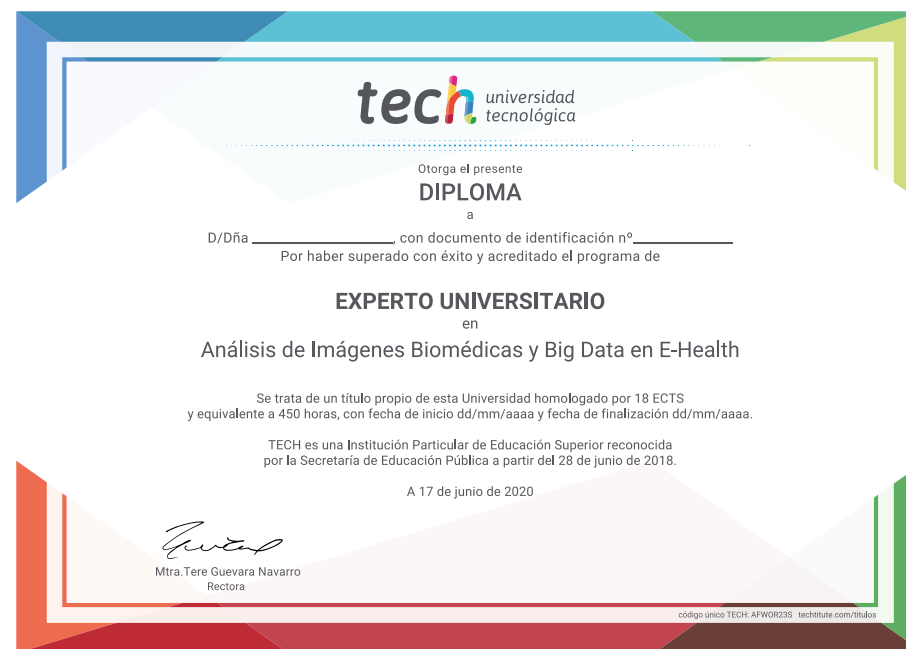 tech universidad
tecnológica
Otorga el presente
DIPLOMA
a
D/Dña ____________________, con documento de identificación nº______________
Por haber superado con éxito y acreditado el programa de
EXPERTO UNIVERSITARIO
en
Análisis de Imágenes Biomédicas y Big Data en E-Health
Se trata de un título propio de esta Universidad homologado por 18 ECTS
y equivalente a 450 horas, con fecha de inicio dd/mm/aaaa y fecha de finalización dd/mm/aaaa.
TECH es una Institución Particular de Educación Superior reconocida
por la Secretaría de Educación Pública a partir del 28 de junio de 2018.
A 17 de junio de 2020
Mtra.Tere Guevara Navarro
Rectora
código único TECH: AFWOR23S techtitute.com/titulos